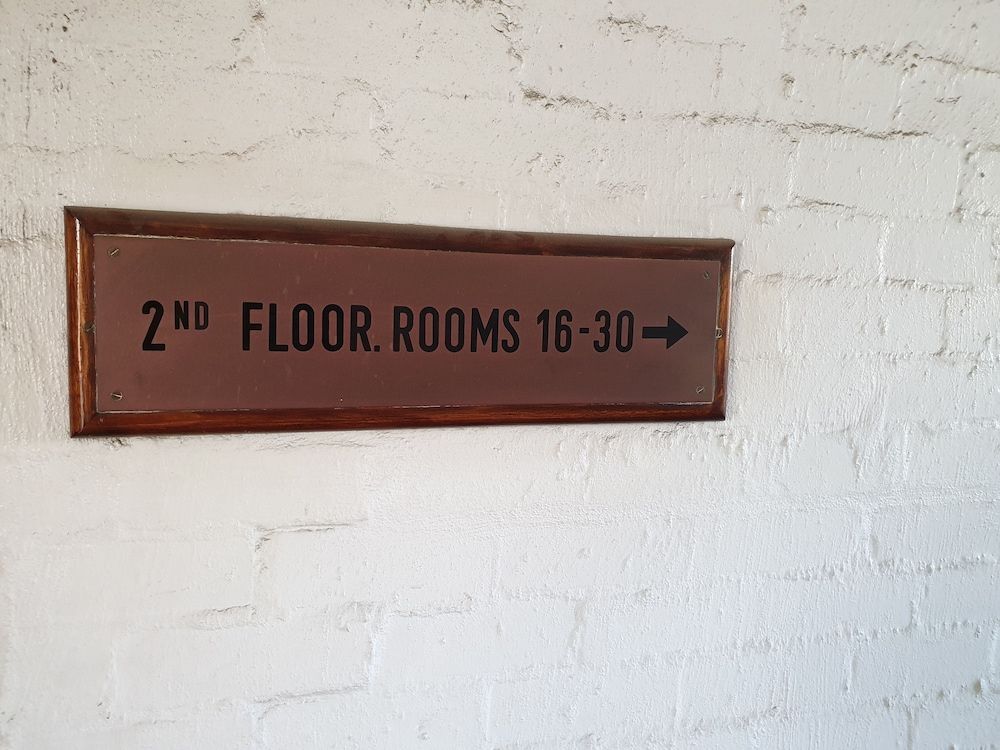 2ND FLOOR. ROOMS 16-30→